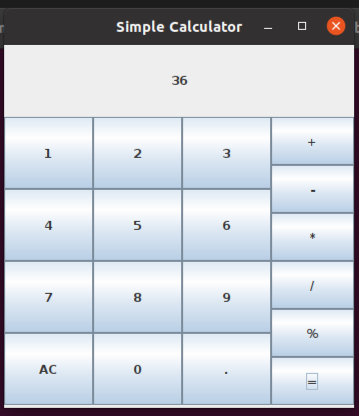 Simple Calculator
36
1 2 3 +
-
4 5 6 *
7 8 9 /
%
AC 0 . =